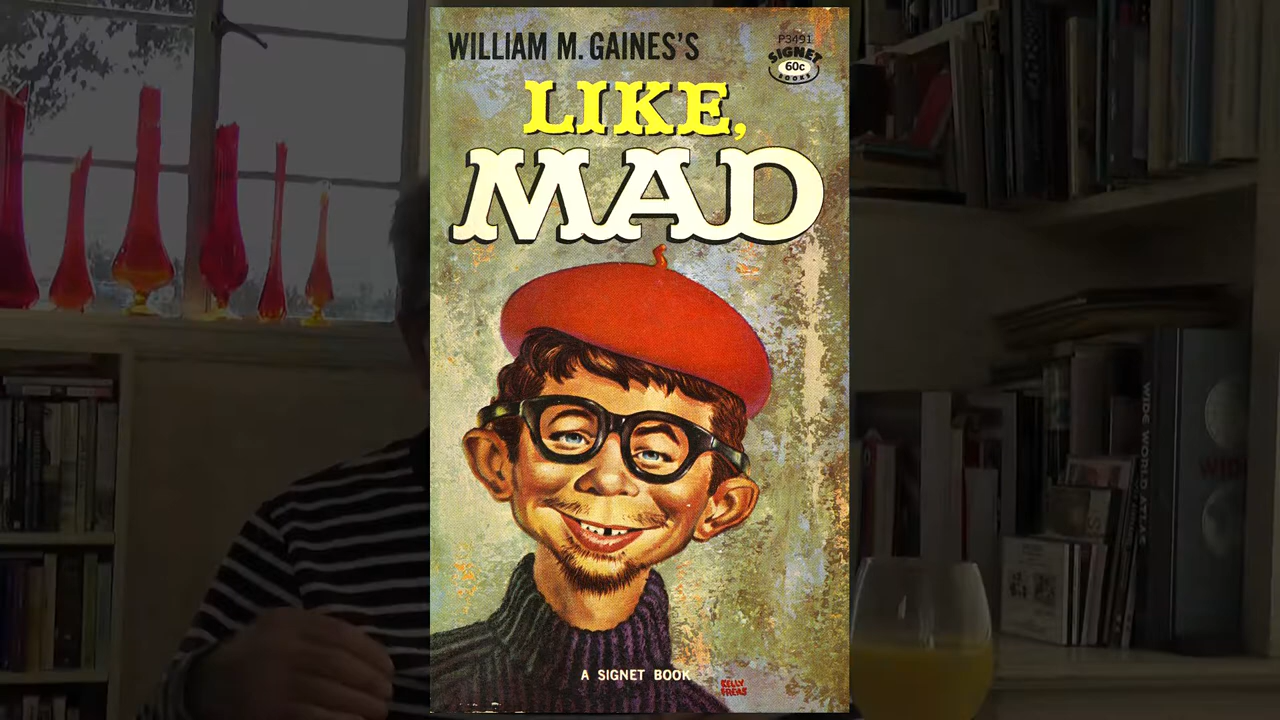 WILLIAM M. GAINES'S
P3491
SIGNET
60c
BOOKS
LIKE,
MAD
A SIGNET BOOK
KELLY
FREAS
WIDE WORLD ATLAS